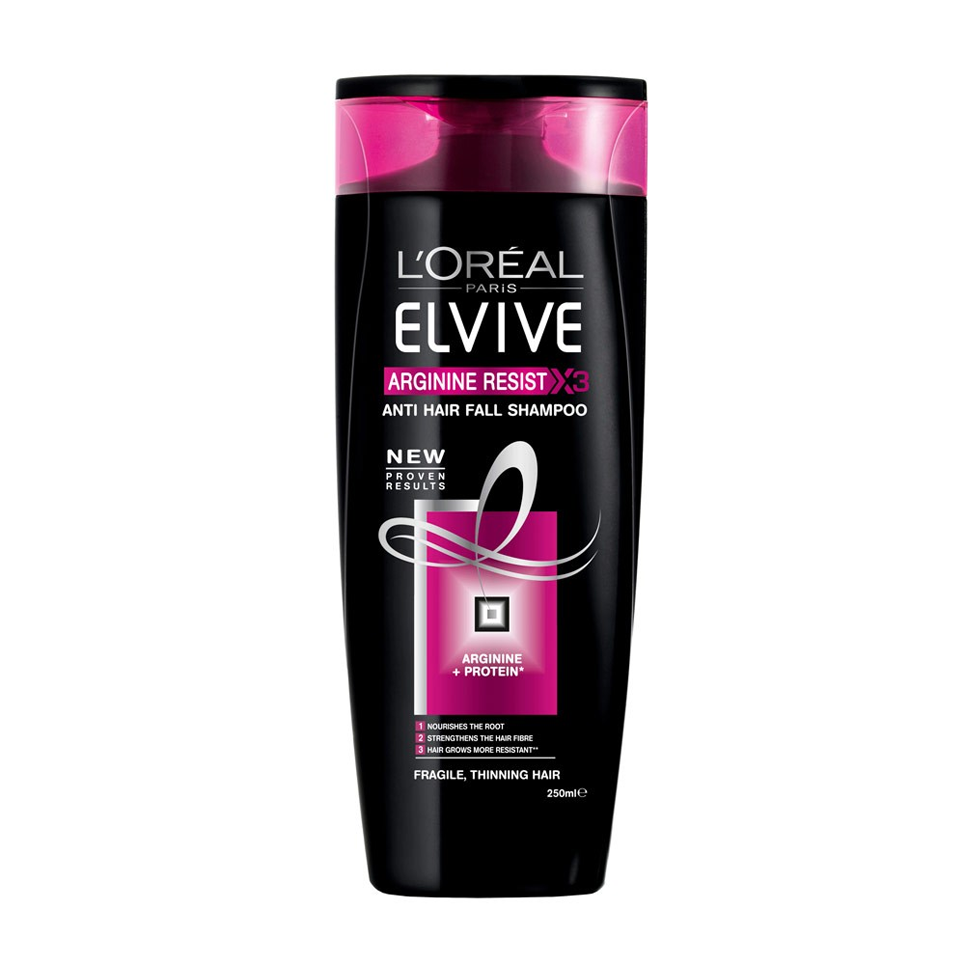 L'ORÉAL
PARiS
ELVIVE
ARGININE RESIST X3
ANTI HAIR FALL SHAMPOO
NEW
PROVEN
RESULTS
ARGININE
+ PROTEIN*
1 NOURISHES THE ROOT
2 STRENGTHENS THE HAIR FIBRE
3 HAIR GROWS MORE RESISTANT**
FRAGILE, THINNING HAIR
250ml℮